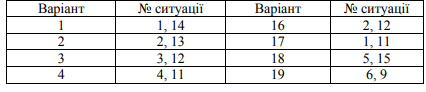 Варіант № ситуації Варіант № ситуації
1 1, 14 16 2, 12
2 2, 13 17 1, 11
3 3, 12 18 5, 15
4 4, 11 19 6, 9